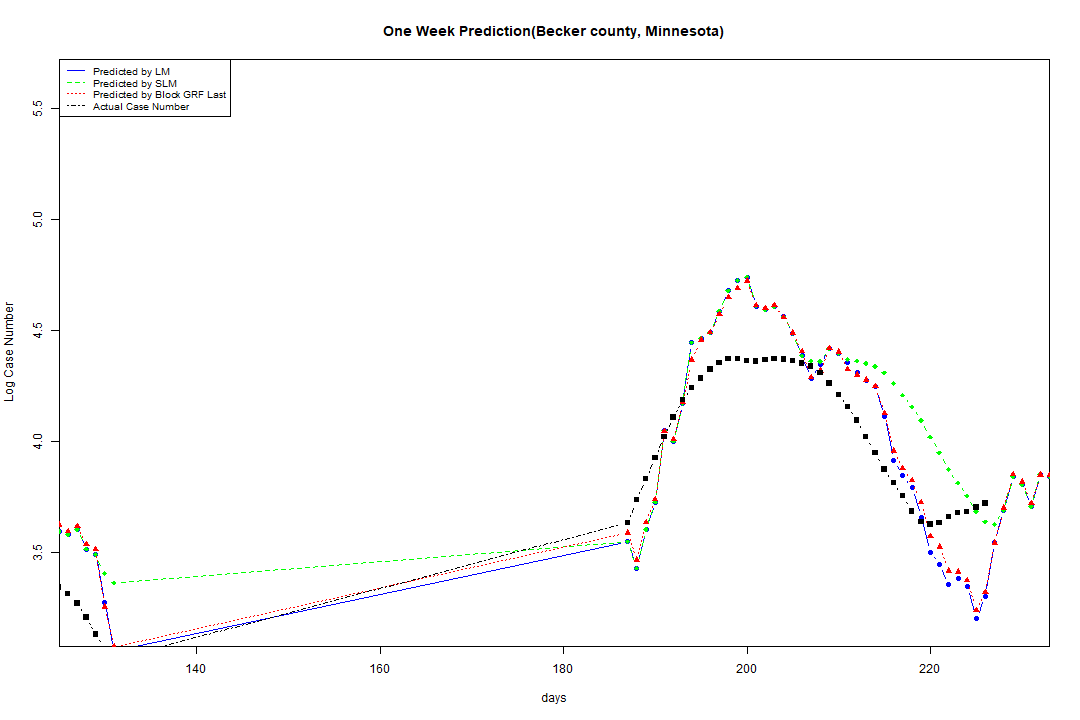 One Week Prediction(Becker county, Minnesota)
Predicted by LM
Predicted by SLM
Predicted by Block GRF Last
Actual Case Number
5.5
5.0
4.5
4.0
3.5
Log Case Number
140 160 180 200 220
days